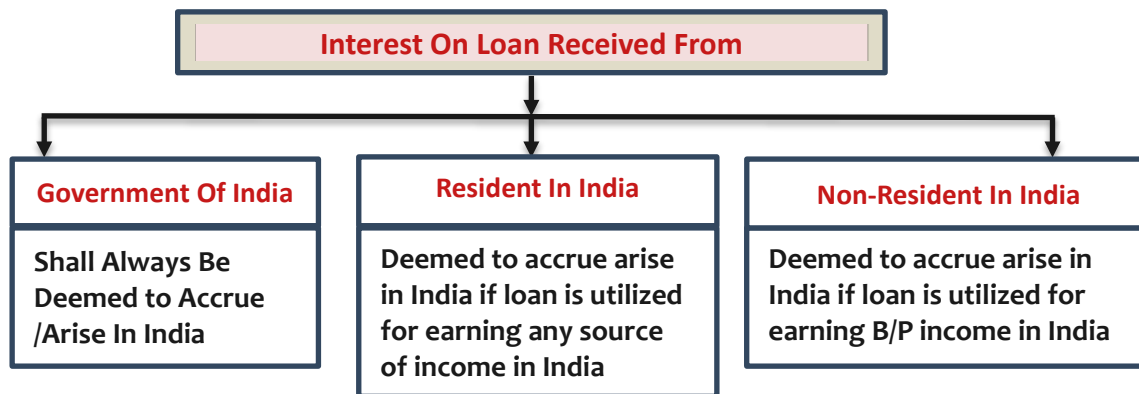 Interest On Loan Received From
Government Of India
Shall Always Be
Deemed to Accrue
/Arise In India
Resident In India
Deemed to accrue arise
in India if loan is utilized
for earning any source
of income in India
Non-Resident In India
Deemed to accrue arise in
India if loan is utilized for
earning B/P income in India